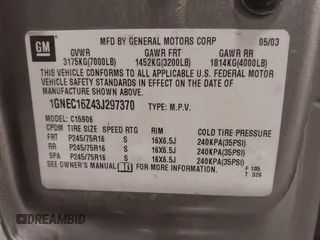 GM
MFD BY GENERAL MOTORS CORP 05/03
GVWR GAWR FRT GAWR RR
3175KG(7000LB) 1452KG(3200LB) 1814KG(4000LB)
THIS VEHICLE CONFORMS TO ALL APPLICABLE U.S. FEDERAL MOTOR
VEHICLE SAFETY STANDARDS IN EFFECT ON THE DATE OF
MANUFACTURE SHOWN ABOVE.
1GNEC16Z43J297370 TYPE: M.P.V.
MODEL: C15906
CPGM TIRE SIZE SPEED RTG RIM COLD TIRE PRESSURE
FRT P245/75R16 S 16X6.5J 240KPA(35PSI)
RR P245/75R16 S 16X6.5J 240KPA(35PSI)
SPA P245/75R16 S 16X6.5J 240KPA(35PSI)
SEE OWNER'S MANUAL FOR ADDITIONAL INFORMATION.
F 105
T 326
DREAMBID